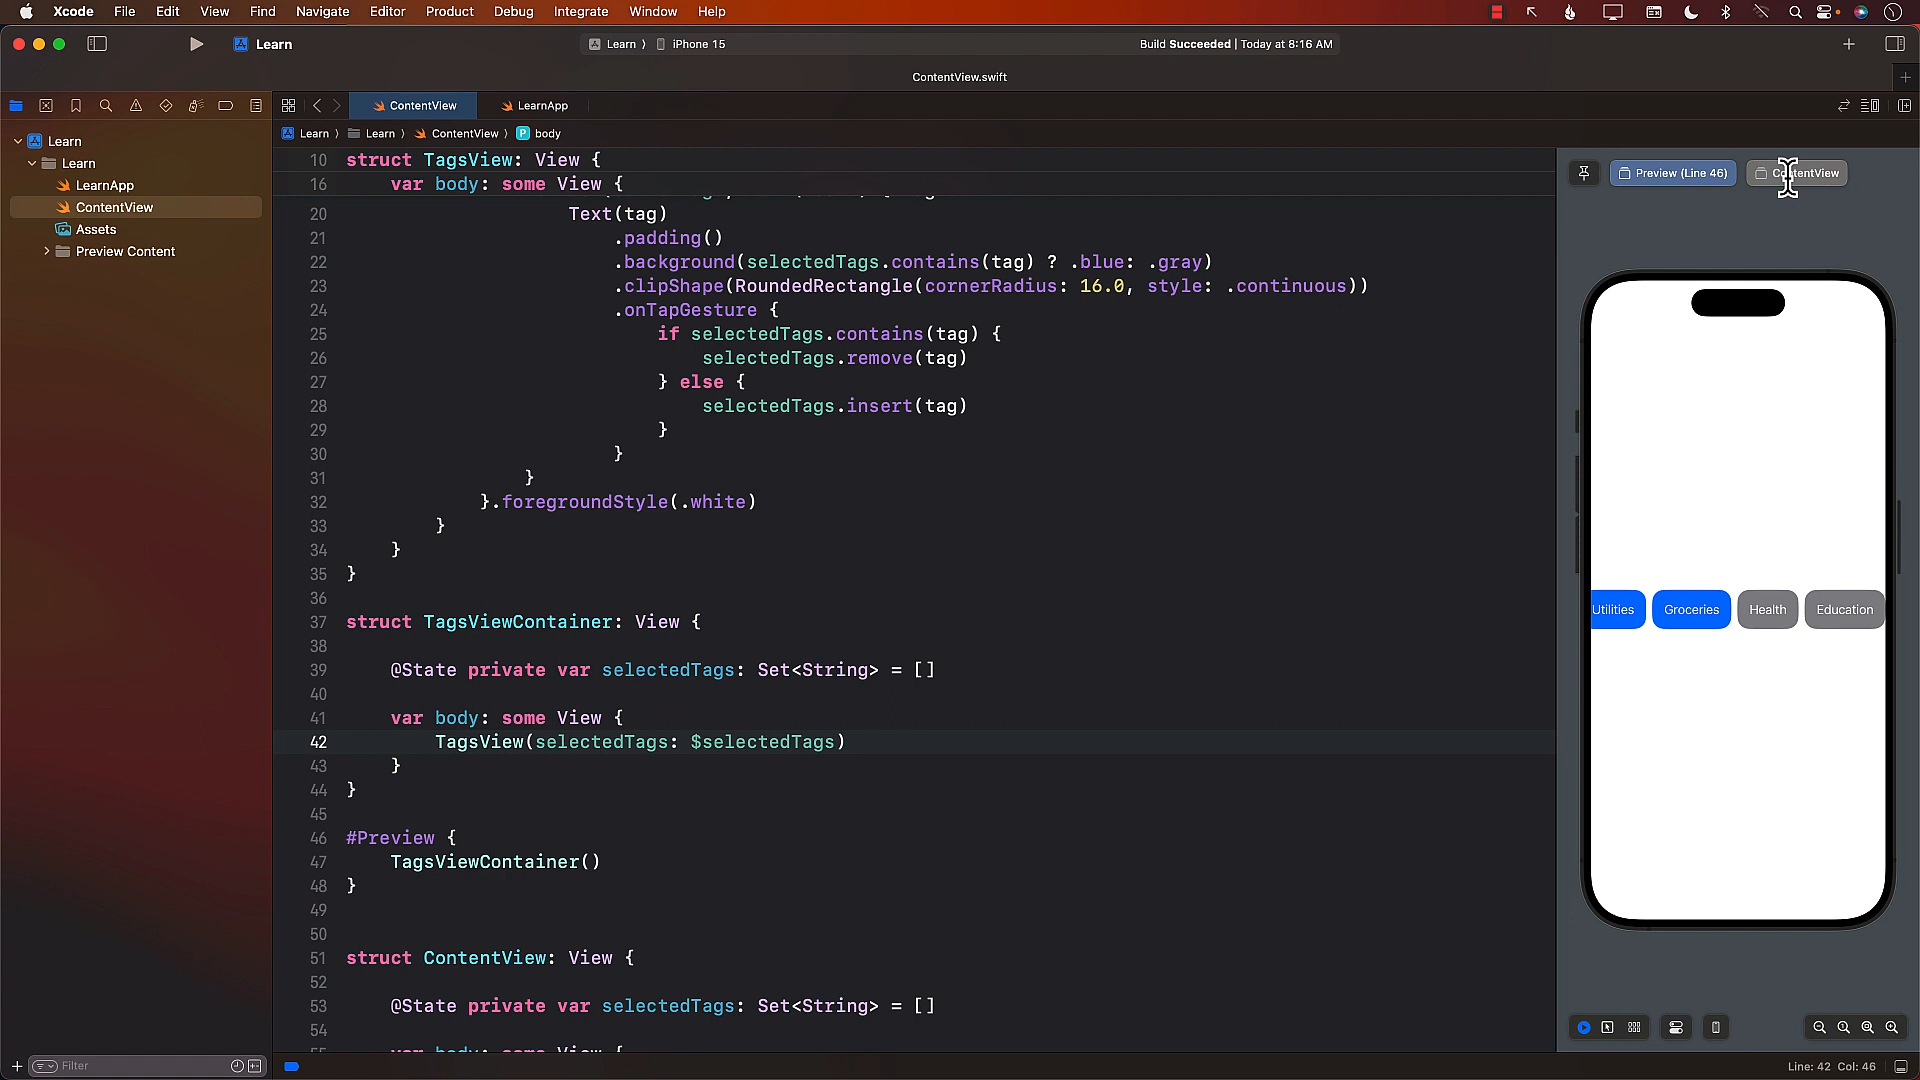 Xcode File Edit View Find Navigate Editor Product Debug Integrate Window Help
Learn
Learn 〉 iPhone 15
Build Succeeded | Today at 8:16 AM
ContentView.swift
ContentView
LearnApp
Learn 〉 Learn 〉 ContentView 〉 P body
Learn
Learn
LearnApp
ContentView
Assets
Preview Content
10 struct TagsView: View {
16 var body: some View {
20 Text(tag)
21 .padding()
22 .background(selectedTags.contains(tag) ? .blue: .gray)
23 .clipShape(RoundedRectangle(cornerRadius: 16.0, style: .continuous))
24 .onTapGesture {
25 if selectedTags.contains(tag) {
26 selectedTags.remove(tag)
27 } else {
28 selectedTags.insert(tag)
29 }
30 }
31 }
32 }.foregroundStyle(.white)
33 }
34 }
35 }
36
37 struct TagsViewContainer: View {
38
39 @State private var selectedTags: Set<String> = []
40
41 var body: some View {
42 TagsView(selectedTags: $selectedTags)
43 }
44 }
45
46 #Preview {
47 TagsViewContainer()
48 }
49
50
51 struct ContentView: View {
52
53 @State private var selectedTags: Set<String> = []
54
Preview (Line 46)
ContentView
Utilities
Groceries
Health
Education
Filter
Line: 42 Col: 46